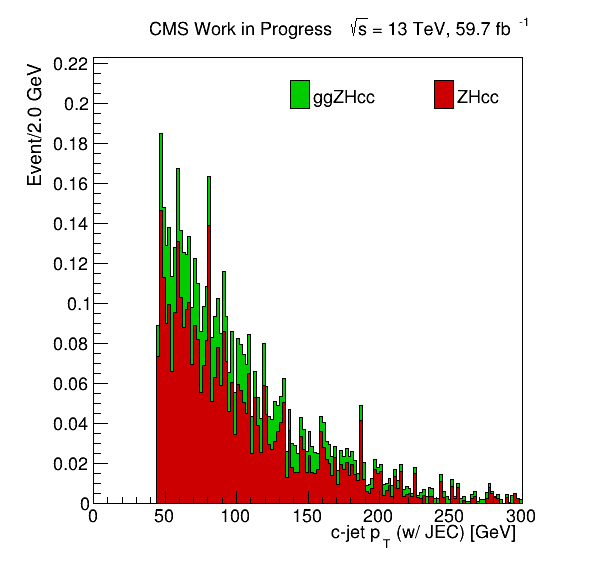 CMS Work in Progress √s = 13 TeV, 59.7 fb -1
Event/2.0 GeV
ggZHcc ZHcc
0.22
0.2
0.18
0.16
0.14
0.12
0.1
0.08
0.06
0.04
0.02
0
0 50 100 150 200 250 300
c-jet p T (w/ JEC) [GeV]